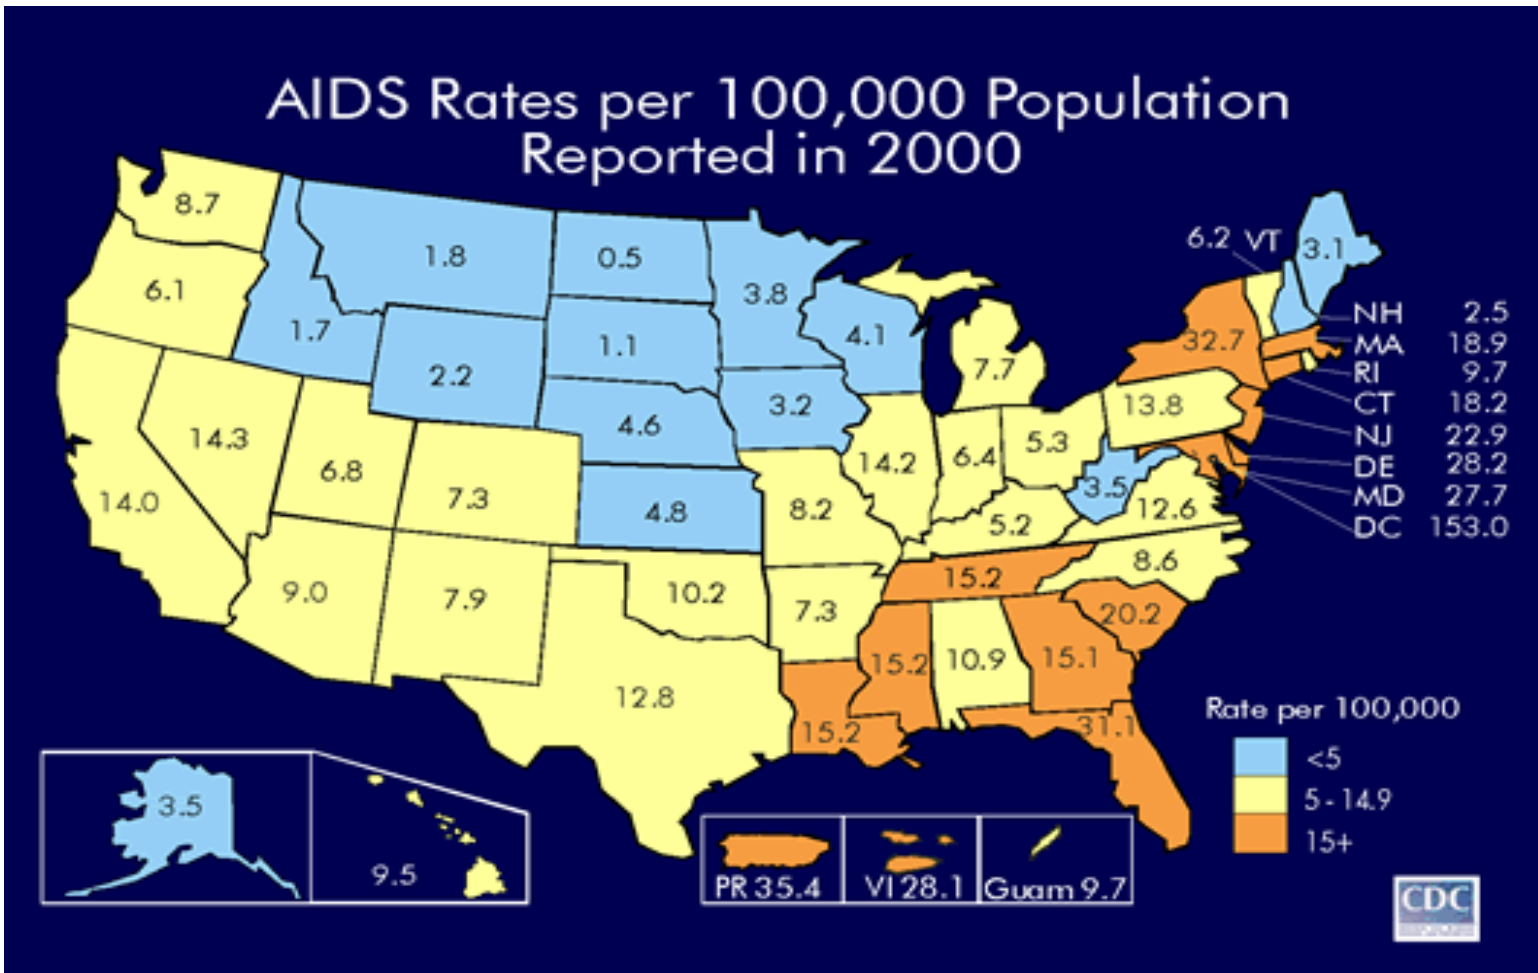 AIDS Rates per 100,000 Population
Reported in 2000
8.7
6.1
1.7
1.8
0.5
3.8
4.1
6.2 VT
3.1
2.2
1.1
3.2
7.7
32.7
NH 2.5
MA 18.9
RI 9.7
CT 18.2
NJ 22.9
DE 28.2
MD 27.7
DC 153.0
14.3
14.0
6.8
7.3
4.6
4.8
8.2
14.2
6.4
5.3
13.8
3.5
12.6
5.2
8.6
9.0
7.9
10.2
7.3
15.2
20.2
12.8
15.2
15.2
10.9
15.1
31.1
Rate per 100,000
<5
5 - 14.9
15+
3.5
9.5
PR 35.4
VI 28.1
Guam 9.7
CDC